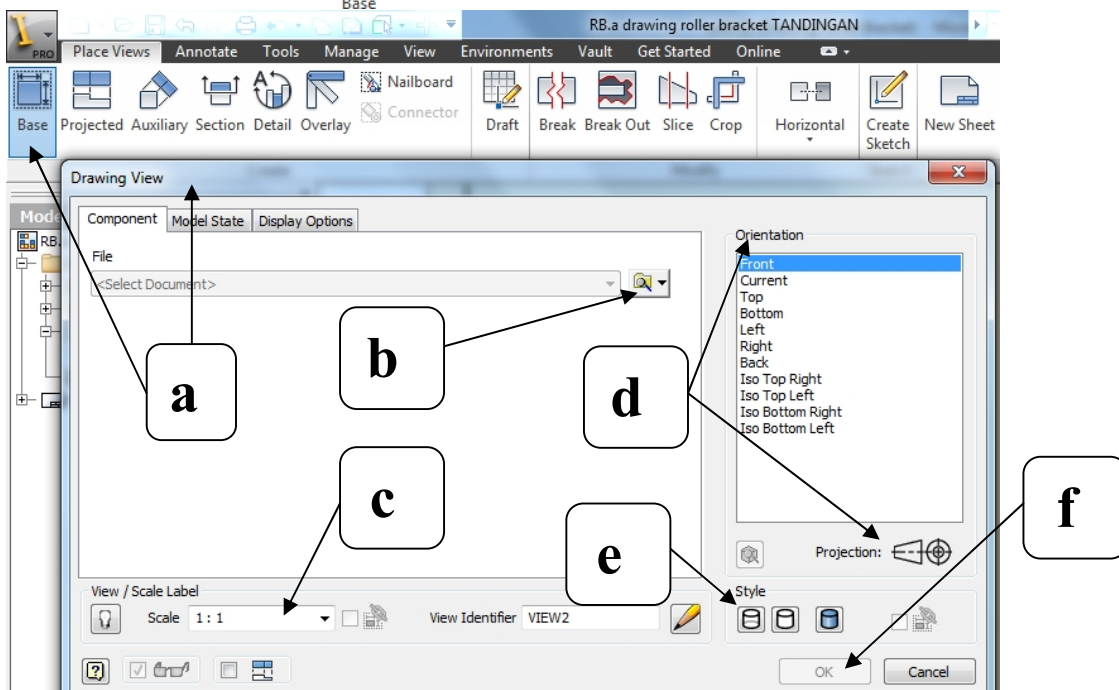 Base
RB.a drawing roller bracket TANDINGAN
PRO
Place Views Annotate Tools Manage View Environments Vault Get Started Online
Nailboard
Connector
Base Projected Auxiliary Section Detail Overlay Draft Break Break Out Slice Crop Horizontal Create Sketch New Sheet
Drawing View
Component Model State Display Options
RB.
File
<Select Document>
Orientation
Front
Current
Top
Bottom
Left
Right
Back
Iso Top Right
Iso Top Left
Iso Bottom Right
Iso Bottom Left
a
b
c
d
e
f
Projection:
View / Scale Label
Scale 1 : 1
View Identifier VIEW2
Style
OK
Cancel